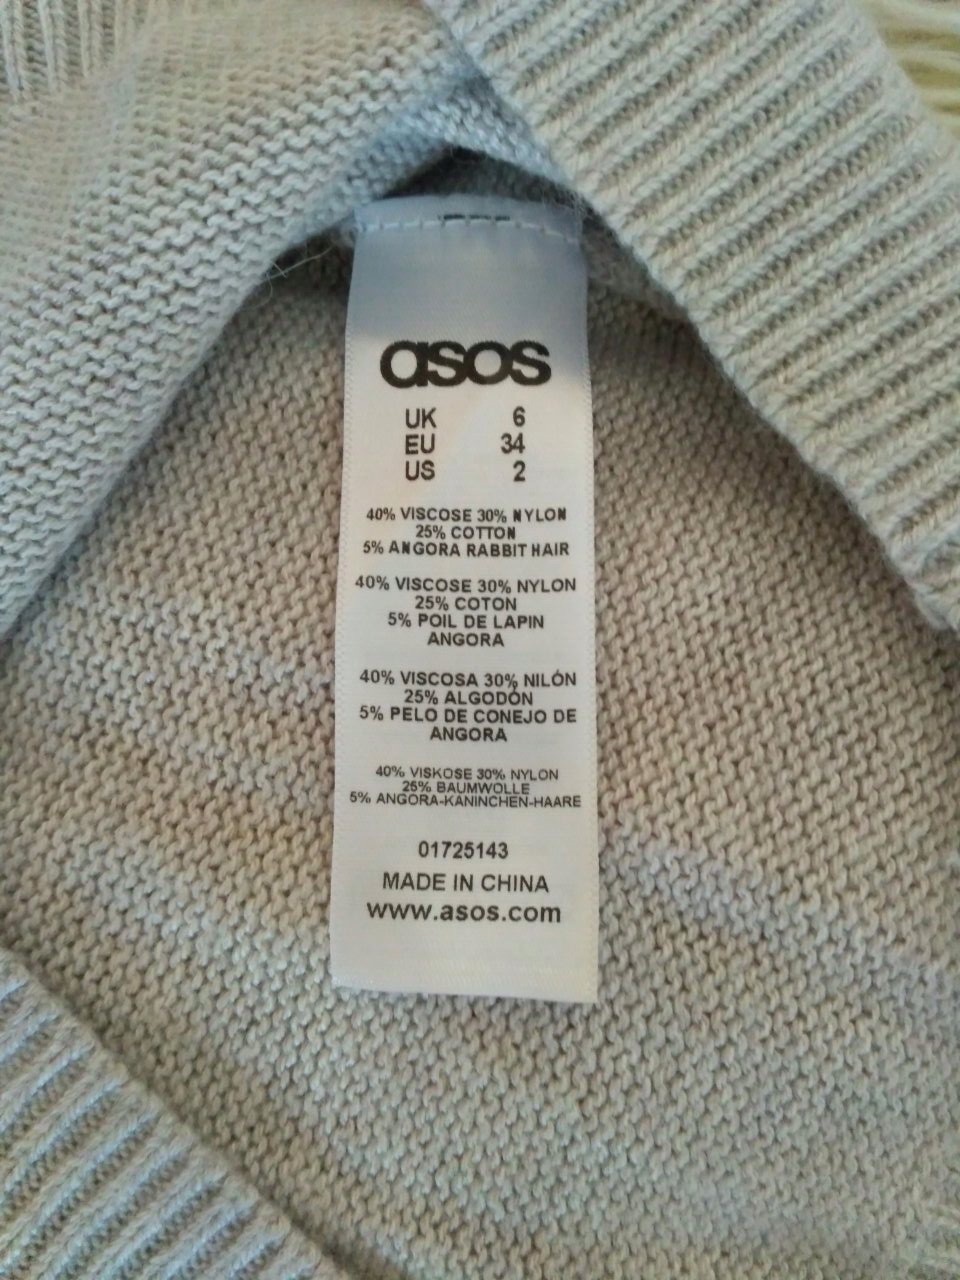 asos
UK 6
EU 34
US 2
40% VISCOSE 30% NYLON
25% COTTON
5% ANGORA RABBIT HAIR
40% VISCOSE 30% NYLON
25% COTON
5% POIL DE LAPIN
ANGORA
40% VISCOSA 30% NILÓN
25% ALGODÓN
5% PELO DE CONEJO DE
ANGORA
40% VISKOSE 30% NYLON
25% BAUMWOLLE
5% ANGORA-KANINCHEN-HAARE
01725143
MADE IN CHINA
www.asos.com